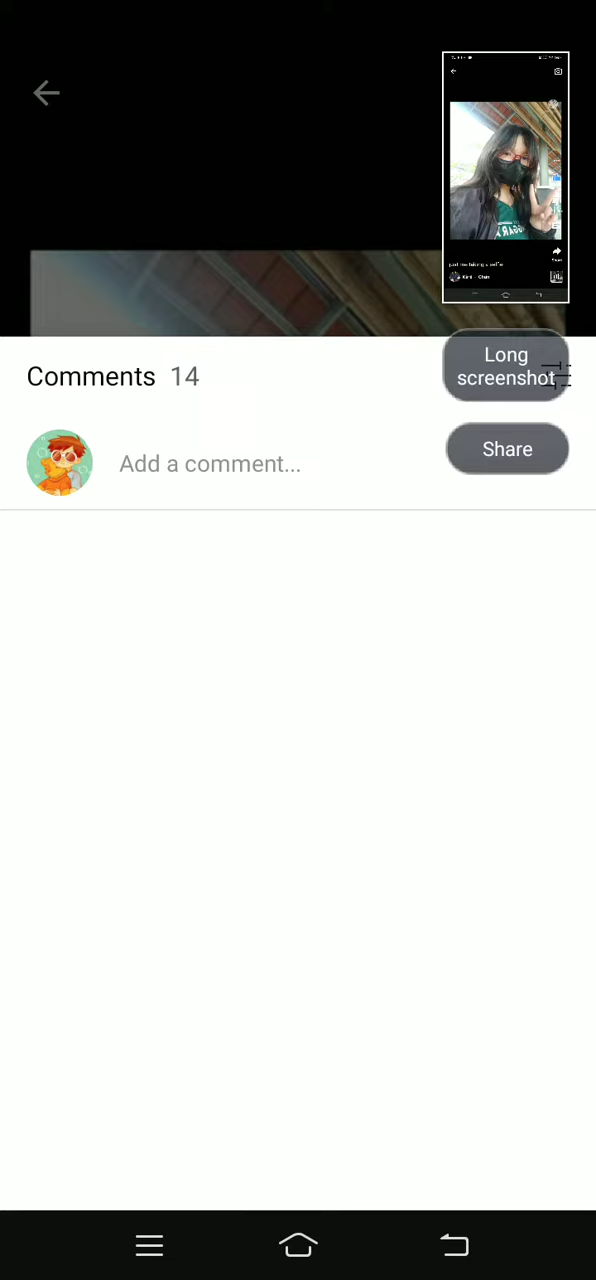 Long
screenshot
Comments 14
Share
Add a comment...